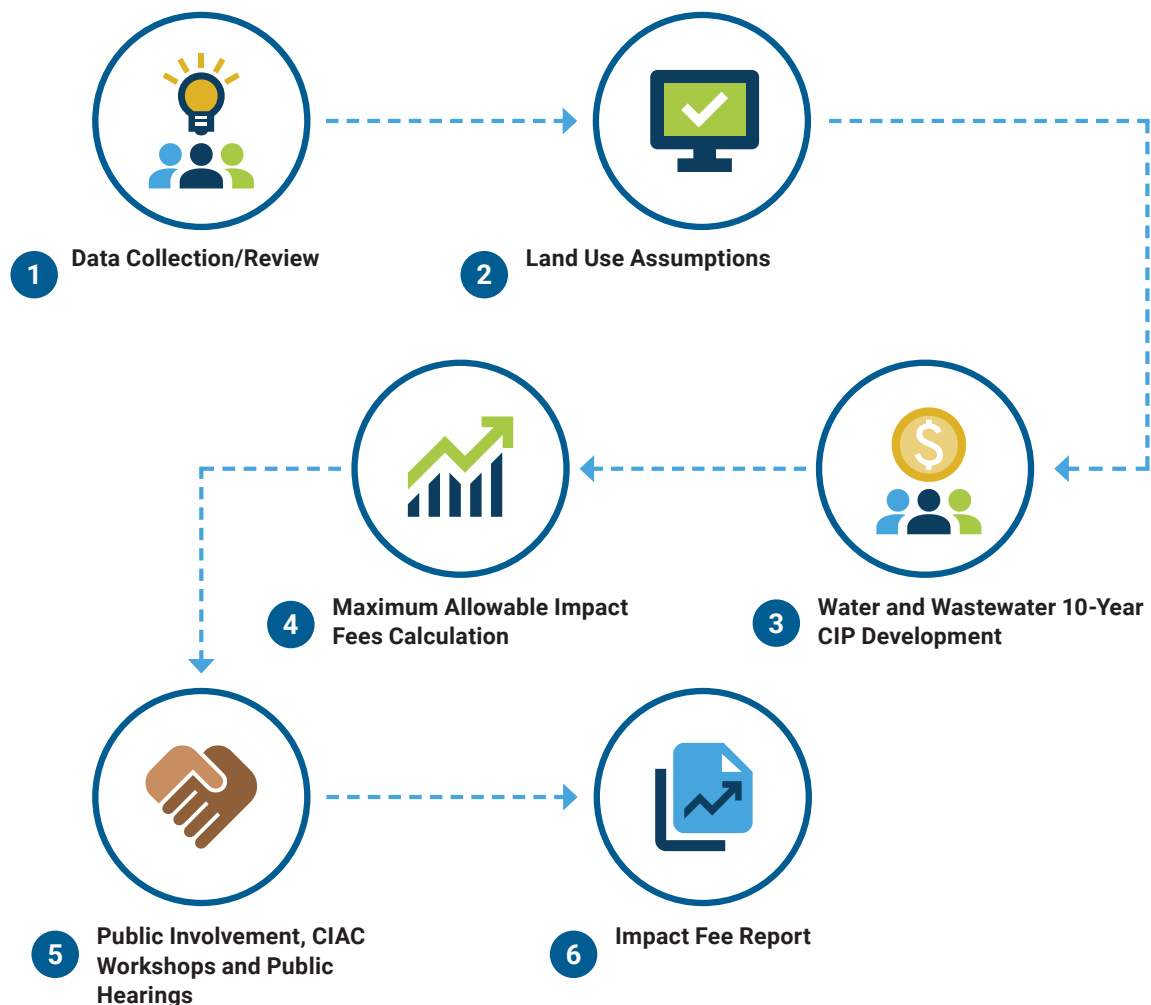 1
Data Collection/Review
2
Land Use Assumptions
$
3
Water and Wastewater 10-Year
CIP Development
4
Maximum Allowable Impact
Fees Calculation
5
Public Involvement, CIAC
Workshops and Public
Hearings
6
Impact Fee Report